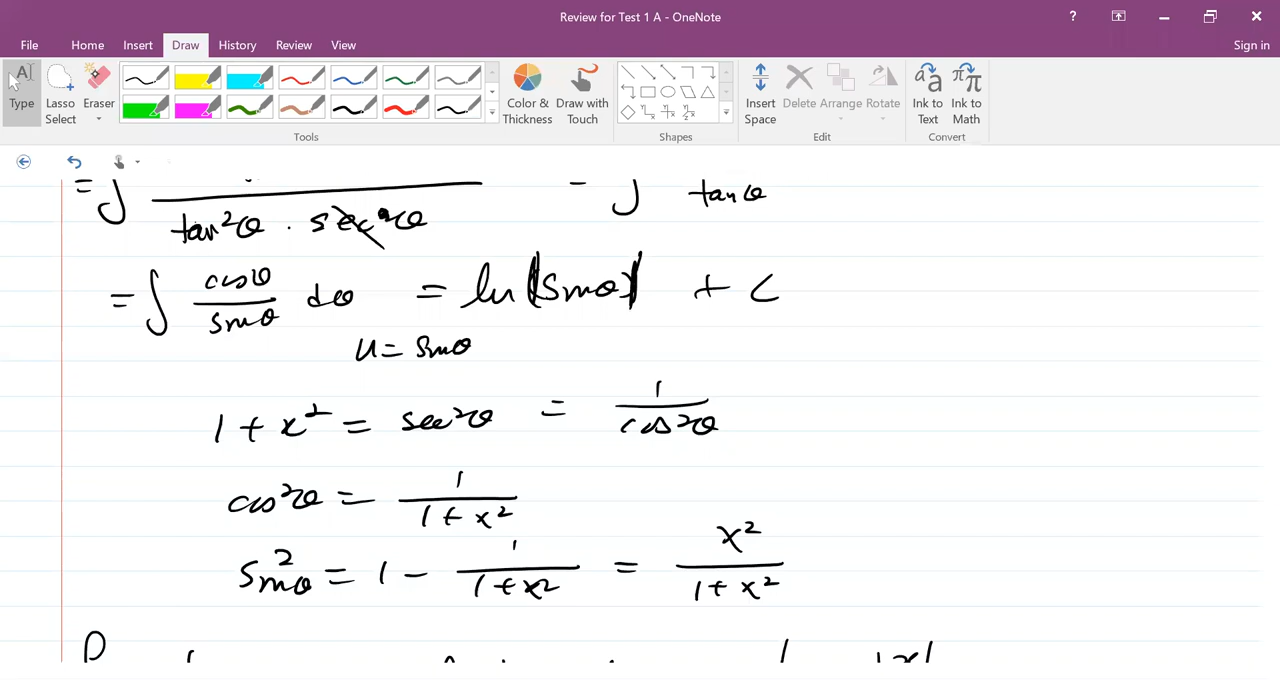 Review for Test 1 A - OneNote
?
File Home Insert Draw History Review View Sign in
Type Lasso Select Eraser Color & Thickness Draw with Touch Insert Space Delete Arrange Rotate Ink to Text Ink to Math
Tools Shapes Edit Convert
= ∫ / (tan²θ · sec²θ) = ∫ tanθ
= ∫ cosθ/sinθ dθ = ln|sinθ| + C
u = sinθ
1 + x² = sec²θ = 1/cos²θ
cos²θ = 1/(1 + x²)
sin²θ = 1 - 1/(1 + x²) = x²/(1 + x²)